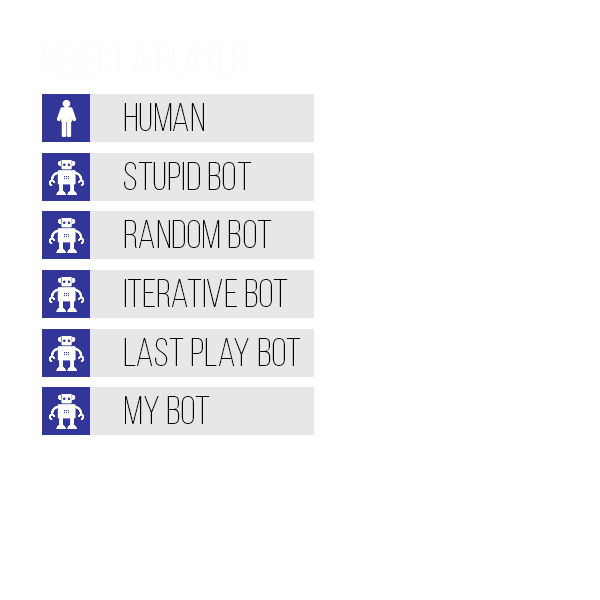 SELECT A PLAYER
HUMAN
STUPID BOT
RANDOM BOT
ITERATIVE BOT
LAST PLAY BOT
MY BOT